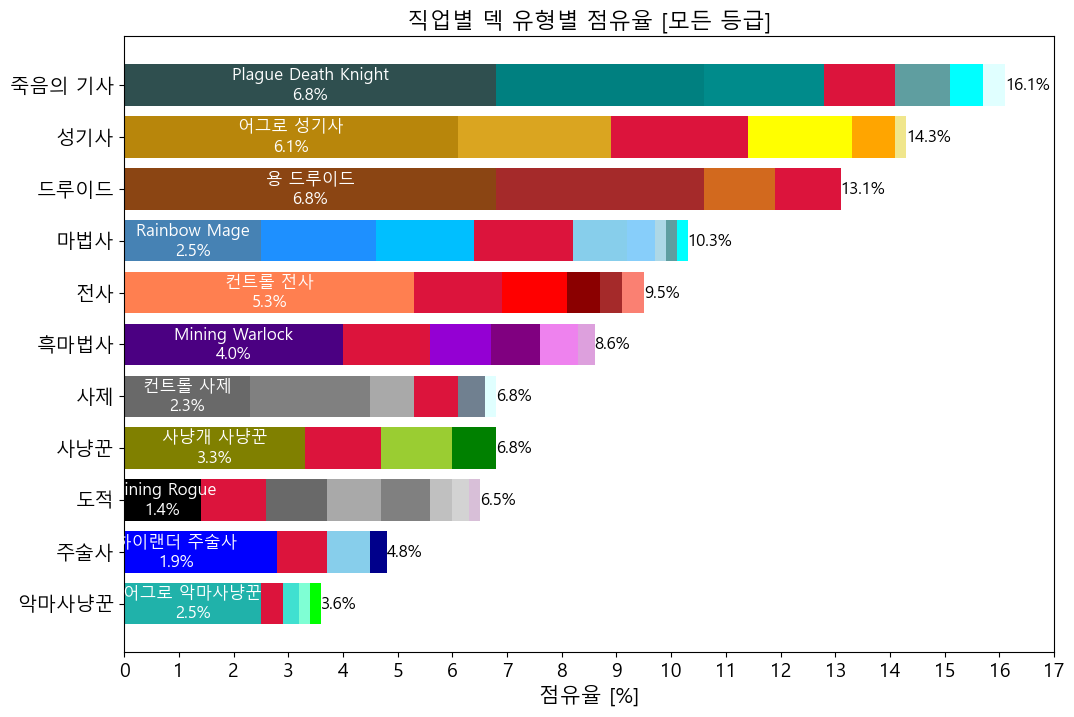 직업별 덱 유형별 점유율 [모든 등급]
죽음의 기사
Plague Death Knight
6.8%
16.1%
성기사
어그로 성기사
6.1%
14.3%
드루이드
용 드루이드
6.8%
13.1%
마법사
Rainbow Mage
2.5%
10.3%
전사
컨트롤 전사
5.3%
9.5%
흑마법사
Mining Warlock
4.0%
8.6%
사제
컨트롤 사제
2.3%
6.8%
사냥꾼
사냥개 사냥꾼
3.3%
6.8%
도적
ining Rogue
1.4%
6.5%
주술사
하이랜더 주술사
1.9%
4.8%
악마사냥꾼
어그로 악마사냥꾼
2.5%
3.6%
0 1 2 3 4 5 6 7 8 9 10 11 12 13 14 15 16 17
점유율 [%]